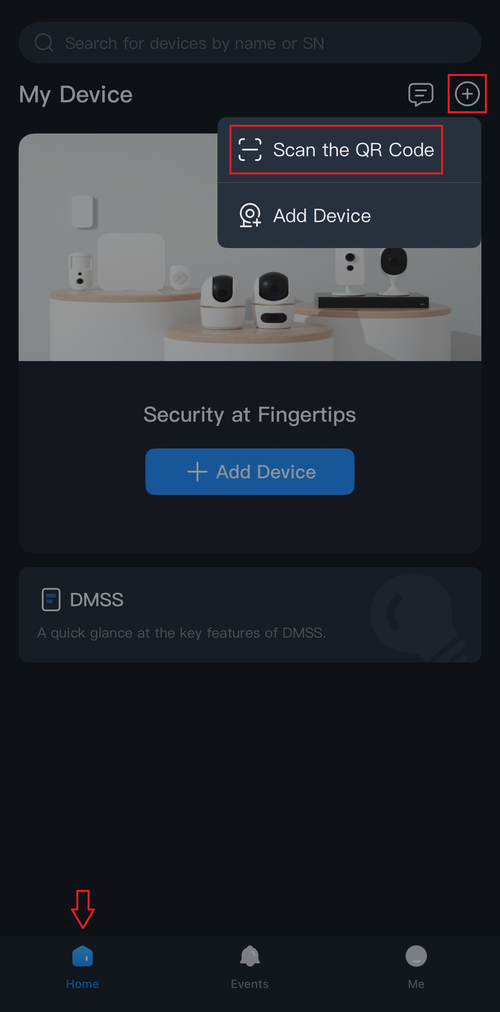 Search for devices by name or SN
My Device
Scan the QR Code
Add Device
Security at Fingertips
Add Device
DMSS
A quick glance at the key features of DMSS.
Home
Events
Me